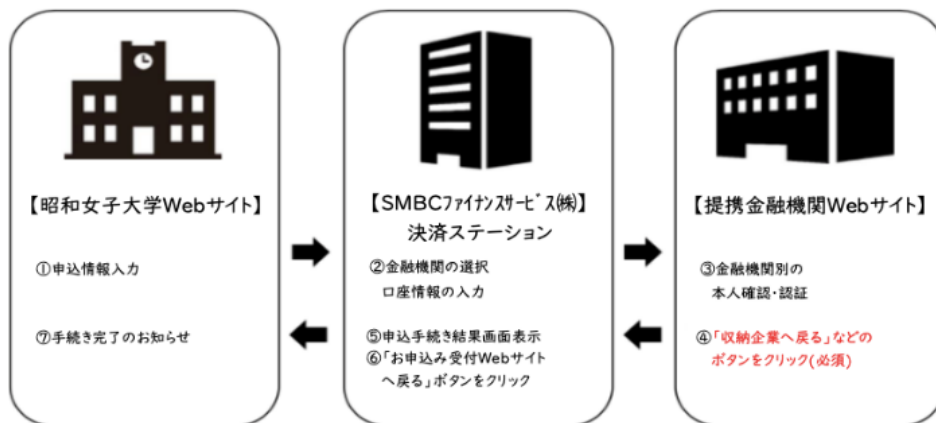 【昭和女子大学Webサイト】
①申込情報入力
⑦手続き完了のお知らせ
【SMBCファイナンスサービス㈱】
決済ステーション
②金融機関の選択
口座情報の入力
⑤申込手続き結果画面表示
⑥「お申込み受付Webサイト
へ戻る」ボタンをクリック
【提携金融機関Webサイト】
③金融機関別の
本人確認・認証
④「収納企業へ戻る」などの
ボタンをクリック(必須)